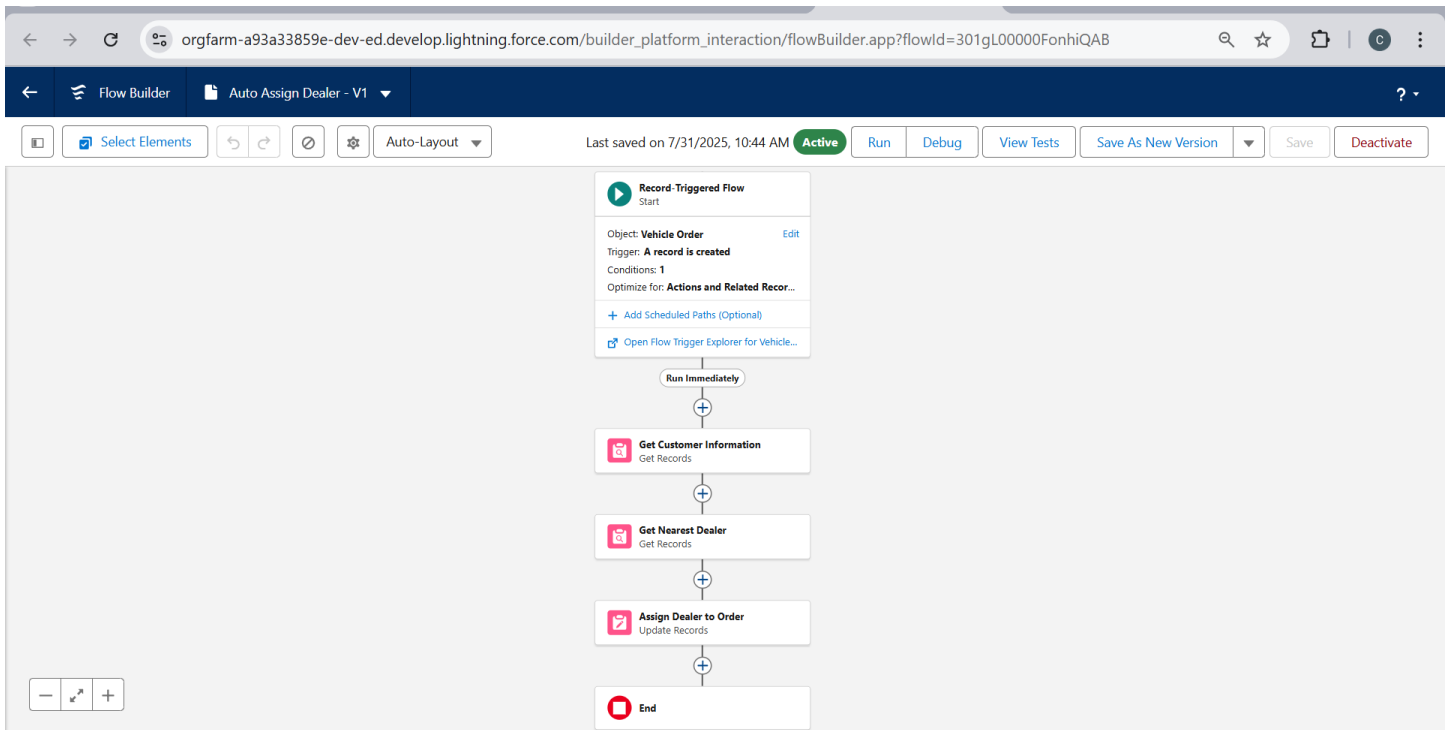 orgfarm-a93a33859e-dev-ed.develop.lightning.force.com/builder_platform_interaction/flowBuilder.app?flowId=301gL00000FonhiQAB
C
Flow Builder
Auto Assign Dealer - V1
?
Select Elements
Auto-Layout
Last saved on 7/31/2025, 10:44 AM
Active
Run
Debug
View Tests
Save As New Version
Save
Deactivate
Record-Triggered Flow
Start
Object: Vehicle Order
Edit
Trigger: A record is created
Conditions: 1
Optimize for: Actions and Related Recor...
+ Add Scheduled Paths (Optional)
Open Flow Trigger Explorer for Vehicle...
Run Immediately
Get Customer Information
Get Records
Get Nearest Dealer
Get Records
Assign Dealer to Order
Update Records
End